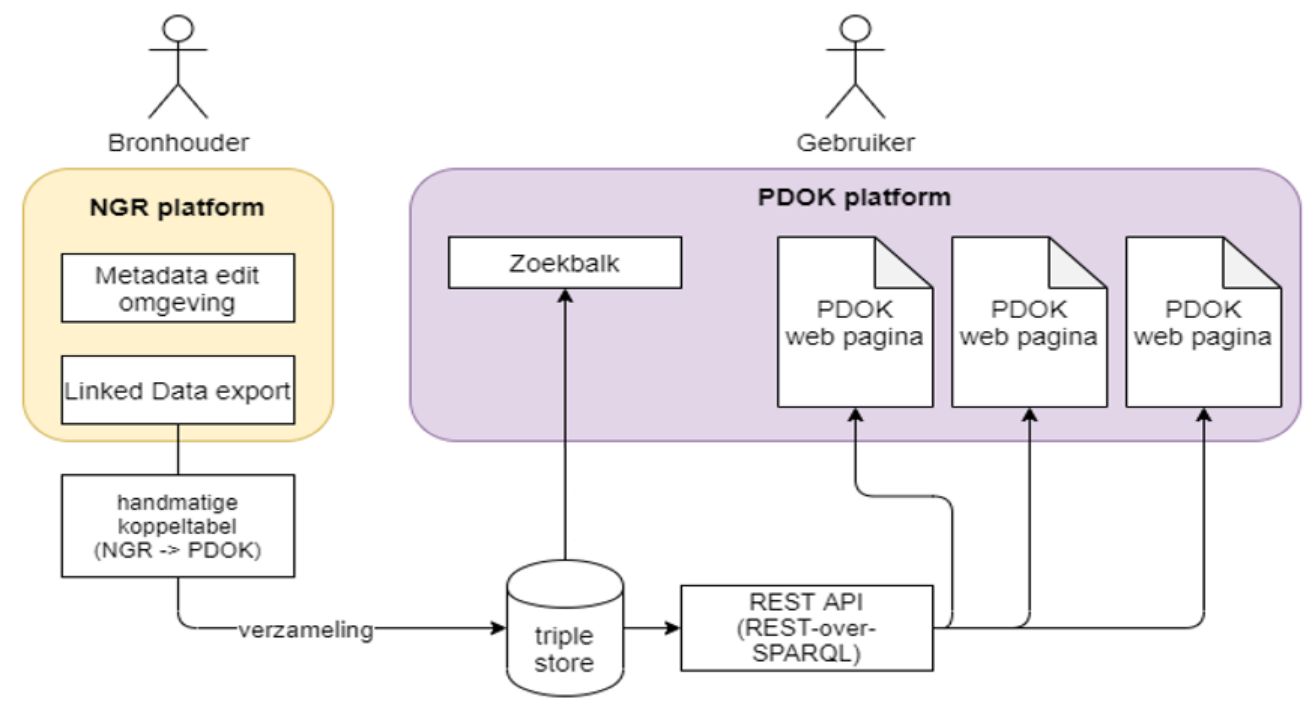 Bronhouder
Gebruiker
NGR platform
Metadata edit
omgeving
Linked Data export
handmatige
koppeltabel
(NGR -> PDOK)
verzameling
PDOK platform
Zoekbalk
PDOK
web pagina
PDOK
web pagina
PDOK
web pagina
triple
store
REST API
(REST-over-
SPARQL)